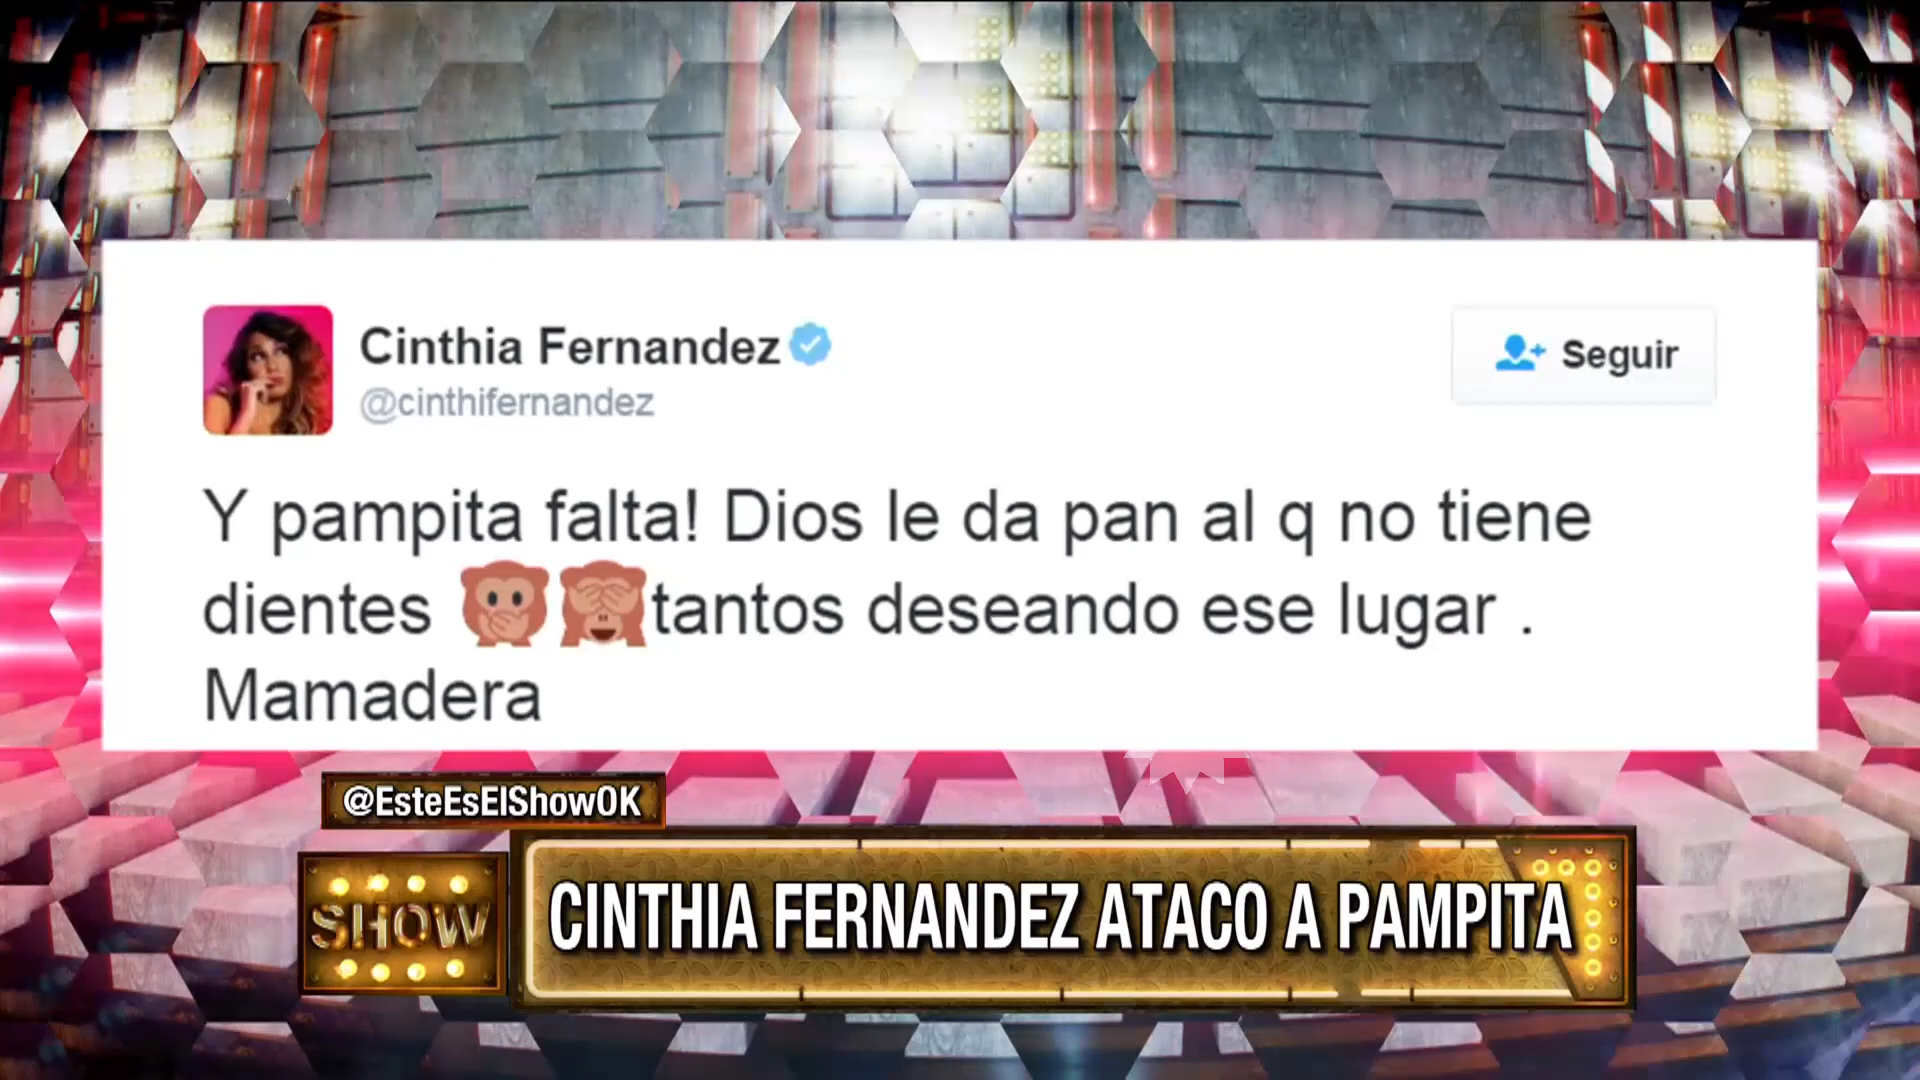 Cinthia Fernandez
@cinthifernandez
Seguir
Y pampita falta! Dios le da pan al q no tiene
dientes 🙊🙈tantos deseando ese lugar .
Mamadera
@EsteEsElShowOK
SHOW
CINTHIA FERNANDEZ ATACO A PAMPITA